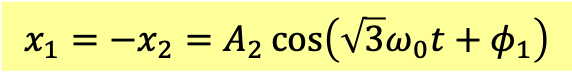 x₁ = −x₂ = A₂ cos(√3ω₀t + ϕ₁)